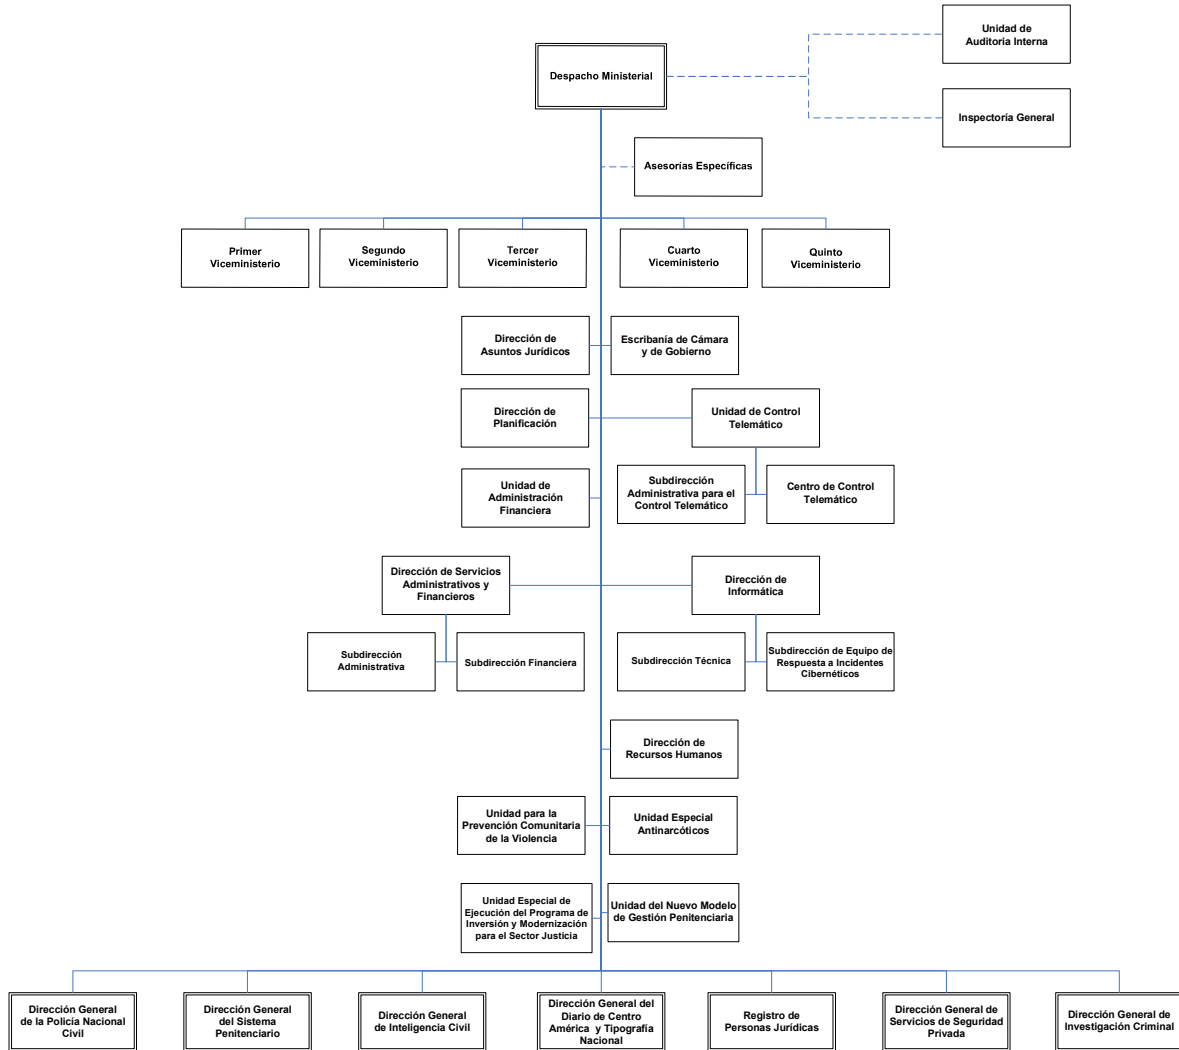 Unidad de
Auditoria Interna
Despacho Ministerial
Inspectoría General
Asesorías Específicas
Primer
Viceministerio
Segundo
Viceministerio
Tercer
Viceministerio
Cuarto
Viceministerio
Quinto
Viceministerio
Dirección de
Asuntos Jurídicos
Escribanía de Cámara
y de Gobierno
Dirección de
Planificación
Unidad de Control
Telemático
Unidad de
Administración
Financiera
Subdirección
Administrativa para el
Control Telemático
Centro de Control
Telemático
Dirección de Servicios
Administrativos y
Financieros
Dirección de
Informática
Subdirección
Administrativa
Subdirección Financiera
Subdirección Técnica
Subdirección de Equipo de
Respuesta a Incidentes
Cibernéticos
Dirección de
Recursos Humanos
Unidad para la
Prevención Comunitaria
de la Violencia
Unidad Especial
Antinarcóticos
Unidad Especial de
Ejecución del Programa de
Inversión y Modernización
para el Sector Justicia
Unidad del Nuevo Modelo
de Gestión Penitenciaria
Dirección General
de la Policía Nacional
Civil
Dirección General
del Sistema
Penitenciario
Dirección General
de Inteligencia Civil
Dirección General del
Diario de Centro
América y Tipografía
Nacional
Registro de
Personas Jurídicas
Dirección General de
Servicios de Seguridad
Privada
Dirección General de
Investigación Criminal